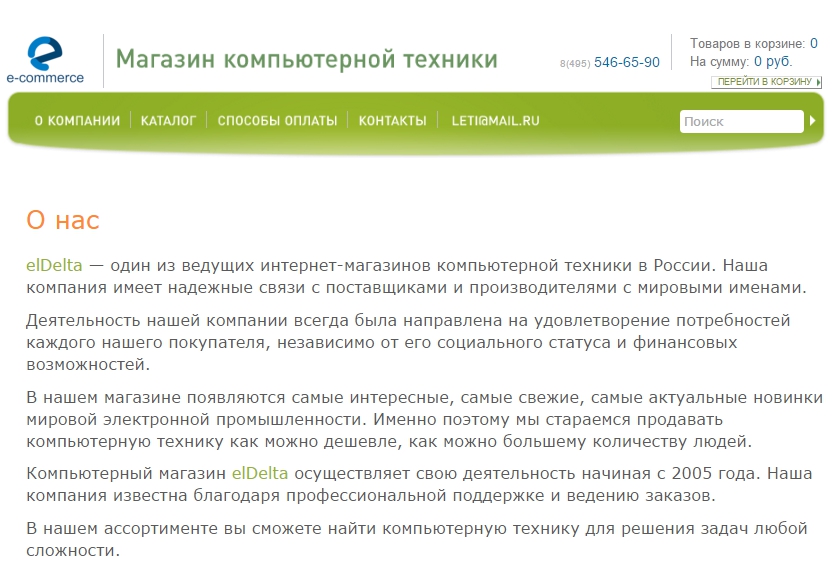 e-commerce
Магазин компьютерной техники
8(495) 546-65-90
Товаров в корзине: 0
На сумму: 0 руб.
ПЕРЕЙТИ В КОРЗИНУ
О КОМПАНИИ КАТАЛОГ СПОСОБЫ ОПЛАТЫ КОНТАКТЫ LETI@MAIL.RU Поиск
О нас
elDelta — один из ведущих интернет-магазинов компьютерной техники в России. Наша
компания имеет надежные связи с поставщиками и производителями с мировыми именами.
Деятельность нашей компании всегда была направлена на удовлетворение потребностей
каждого нашего покупателя, независимо от его социального статуса и финансовых
возможностей.
В нашем магазине появляются самые интересные, самые свежие, самые актуальные новинки
мировой электронной промышленности. Именно поэтому мы стараемся продавать
компьютерную технику как можно дешевле, как можно большему количеству людей.
Компьютерный магазин elDelta осуществляет свою деятельность начиная с 2005 года. Наша
компания известна благодаря профессиональной поддержке и ведению заказов.
В нашем ассортименте вы сможете найти компьютерную технику для решения задач любой
сложности.